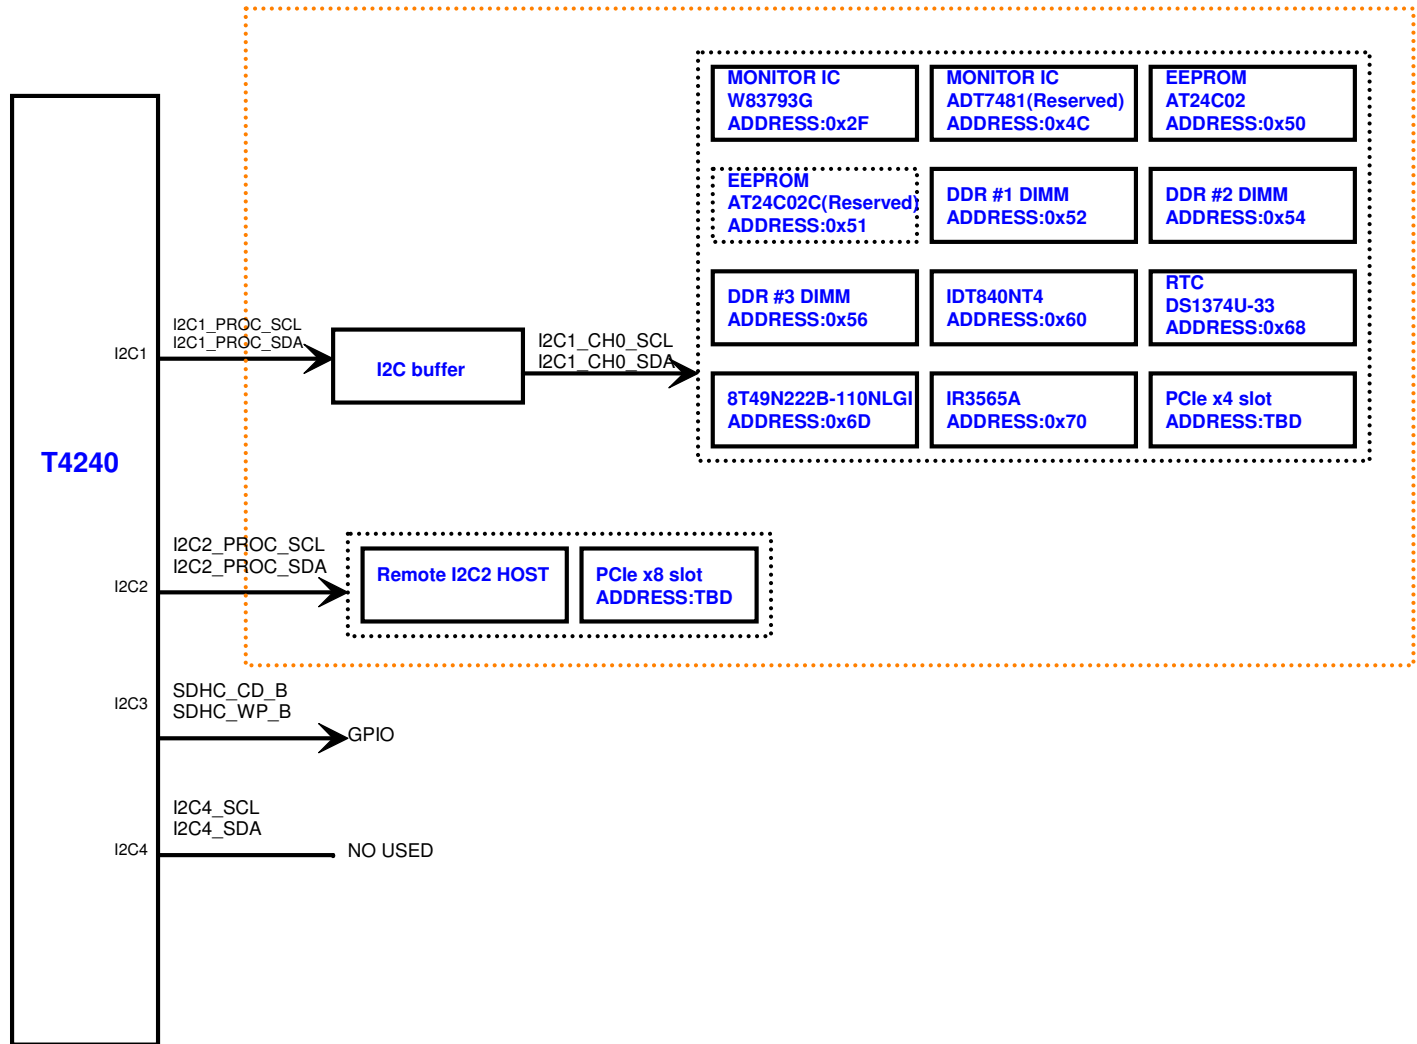 MONITOR IC
W83793G
ADDRESS:0x2F
MONITOR IC
ADT7481(Reserved)
ADDRESS:0x4C
EEPROM
AT24C02
ADDRESS:0x50
EEPROM
AT24C02C(Reserved)
ADDRESS:0x51
DDR #1 DIMM
ADDRESS:0x52
DDR #2 DIMM
ADDRESS:0x54
DDR #3 DIMM
ADDRESS:0x56
IDT840NT4
ADDRESS:0x60
RTC
DS1374U-33
ADDRESS:0x68
8T49N222B-110NLGI
ADDRESS:0x6D
IR3565A
ADDRESS:0x70
PCIe x4 slot
ADDRESS:TBD
I2C1
I2C1_PROC_SCL
I2C1_PROC_SDA
I2C buffer
I2C1_CH0_SCL
I2C1_CH0_SDA
T4240
I2C2
I2C2_PROC_SCL
I2C2_PROC_SDA
Remote I2C2 HOST
PCIe x8 slot
ADDRESS:TBD
I2C3
SDHC_CD_B
SDHC_WP_B
GPIO
I2C4
I2C4_SCL
I2C4_SDA
NO USED